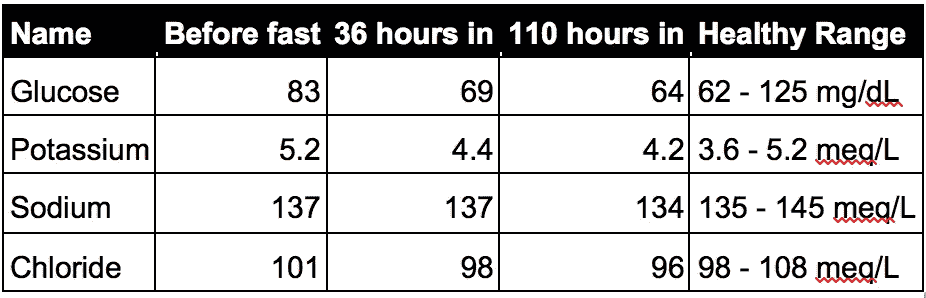 Name Before fast 36 hours in 110 hours in Healthy Range
Glucose 83 69 64 62 - 125 mg/dL
Potassium 5.2 4.4 4.2 3.6 - 5.2 meq/L
Sodium 137 137 134 135 - 145 meq/L
Chloride 101 98 96 98 - 108 meq/L